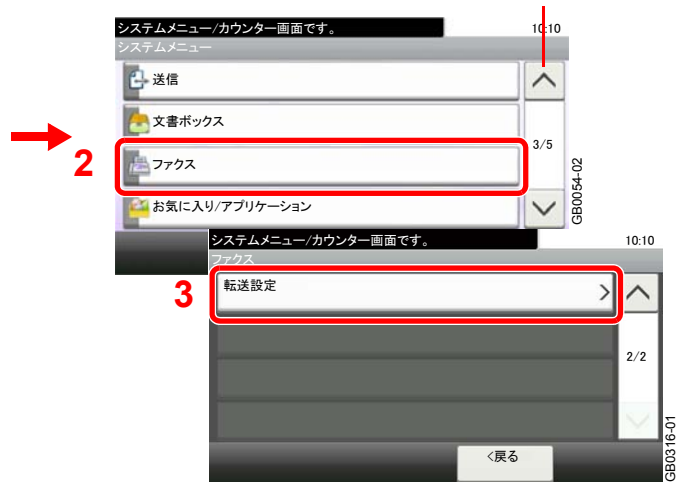 システムメニュー/カウンター画面です。
10:10
システムメニュー
送信
文書ボックス
3/5
2
ファクス
お気に入り/アプリケーション
GB0054-02
システムメニュー/カウンター画面です。
10:10
ファクス
3
転送設定
2/2
<戻る
GB0316-01